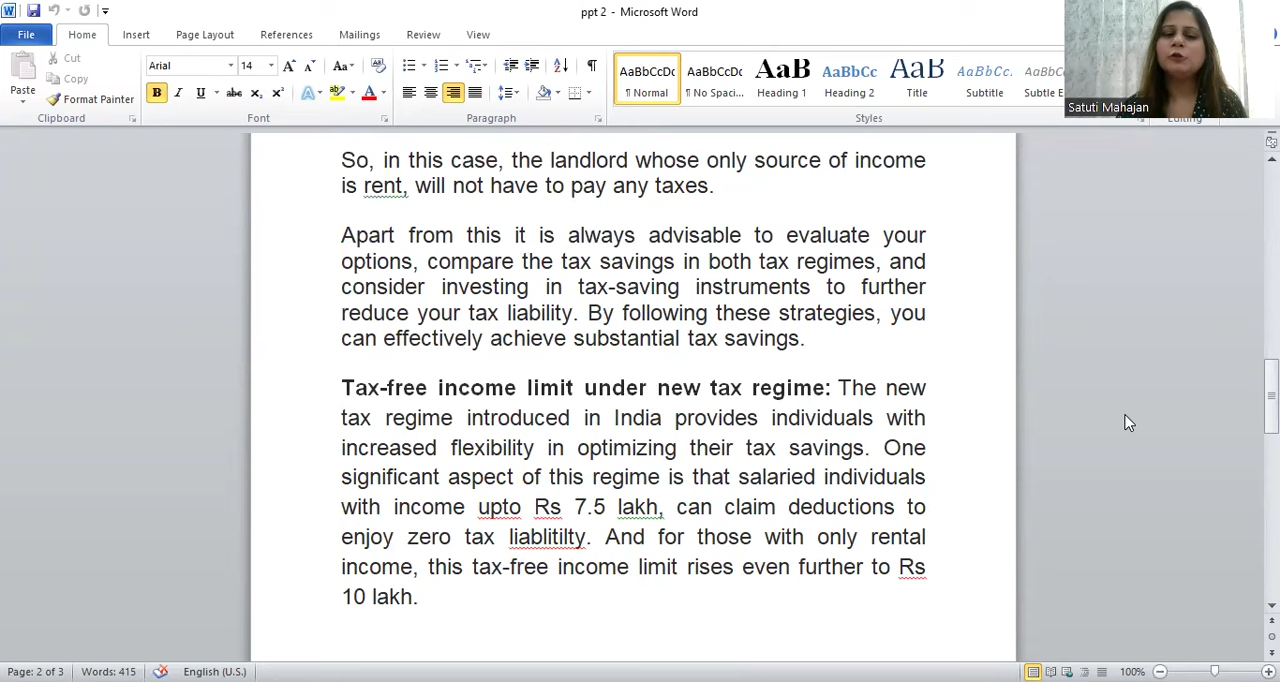 ppt 2 - Microsoft Word
File Home Insert Page Layout References Mailings Review View
Paste
Cut
Copy
Format Painter
Clipboard
Arial 14
Font
Paragraph
AaBbCcDc AaBbCcDc AaB AaBbCc AaB AaBbCc. AaBbCc
¶ Normal ¶ No Spaci... Heading 1 Heading 2 Title Subtitle Subtle E
Styles
Editing
Satuti Mahajan
So, in this case, the landlord whose only source of income
is rent, will not have to pay any taxes.
Apart from this it is always advisable to evaluate your
options, compare the tax savings in both tax regimes, and
consider investing in tax-saving instruments to further
reduce your tax liability. By following these strategies, you
can effectively achieve substantial tax savings.
Tax-free income limit under new tax regime: The new
tax regime introduced in India provides individuals with
increased flexibility in optimizing their tax savings. One
significant aspect of this regime is that salaried individuals
with income upto Rs 7.5 lakh, can claim deductions to
enjoy zero tax liablitilty. And for those with only rental
income, this tax-free income limit rises even further to Rs
10 lakh.
Page: 2 of 3 Words: 415 English (U.S.) 100%